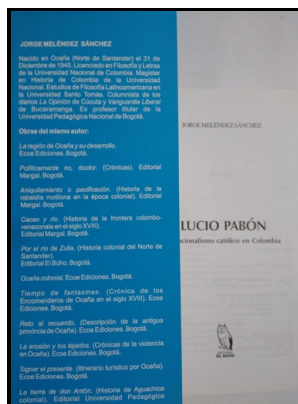 JORGE MELÉNDEZ SÁNCHEZ
Nacido en Ocaña (Norte de Santander) el 31 de
Diciembre de 1945. Licenciado en Filosofía y Letras
de la Universidad Nacional de Colombia. Magister
en Historia de Colombia de la Universidad
Nacional. Estudios de Filosofía Latinoamericana en
la Universidad Santo Tomás. Columnista de los
diarios La Opinión de Cúcuta y Vanguardia Liberal
de Bucaramanga. Ex profesor titular de la
Universidad Pedagógica Nacional de Bogotá.
Obras del mismo autor:
La región de Ocaña y su desarrollo.
Ecoe Ediciones. Bogotá.
Políticamente no, doctor. (Crónicas). Editorial
Margal. Bogotá.
Aniquilamiento o pacificación. (Historia de la
rebeldía motilona en la época colonial). Editorial
Margal. Bogotá.
Cacao y río. (Historia de la frontera colombo-
venezolana en el siglo XVIII).
Editorial Margal. Bogotá.
Por el río de Zulia. (Historia colonial del Norte de
Santander).
Editorial El Búho. Bogotá.
Ocaña colonial. Ecoe Ediciones. Bogotá.
Tiempo de fantasmas. (Crónica de los
Encomenderos de Ocaña en el siglo XVIII). Ecoe
Ediciones. Bogotá.
Reto al recuerdo. (Descripción de la antigua
provincia de Ocaña). Ecoe Ediciones. Bogotá.
La erosión y los tejados. (Crónicas de la violencia
en Ocaña). Ecoe Ediciones. Bogotá.
Signar el presente. (Itinerario turístico por Ocaña).
Ecoe Ediciones. Bogotá.
La tierra de don Antón. (Historia de Aguachica
colonial). Editorial Universidad Pedagógica
JORGE MELÉNDEZ SÁNCHEZ
LUCIO PABÓN
cionalismo católico en Colombia
EL BUHO